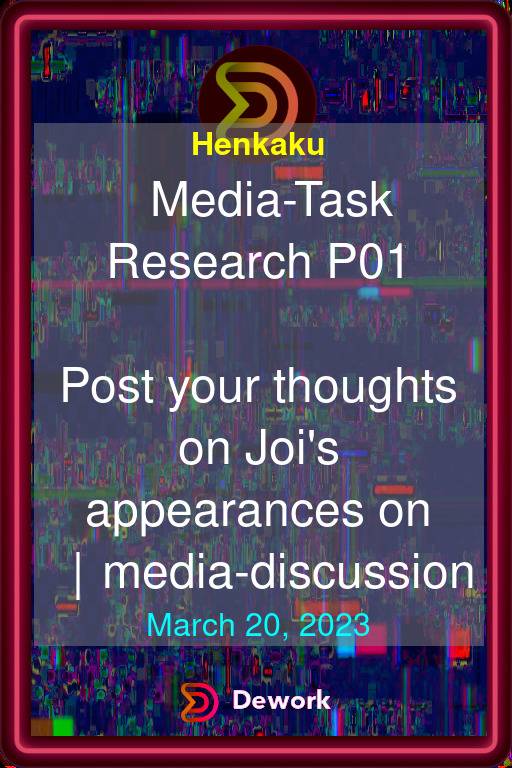 Henkaku
Media-Task
Research P01
Post your thoughts
on Joi's
appearances on
| media-discussion
March 20, 2023
Dework